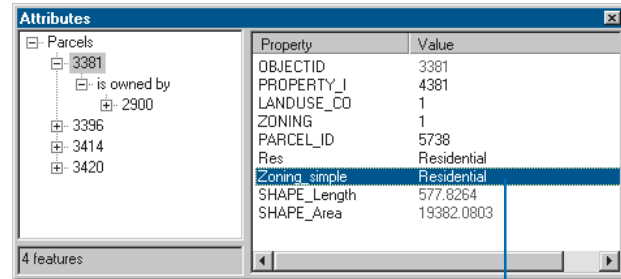 Attributes
Parcels
3381
is owned by
2900
3396
3414
3420
4 features
Property Value
OBJECTID 3381
PROPERTY_I 4381
LANDUSE_CO 1
ZONING 1
PARCEL_ID 5738
Res Residential
Zoning_simple Residential
SHAPE_Length 577.8264
SHAPE_Area 19382.0803